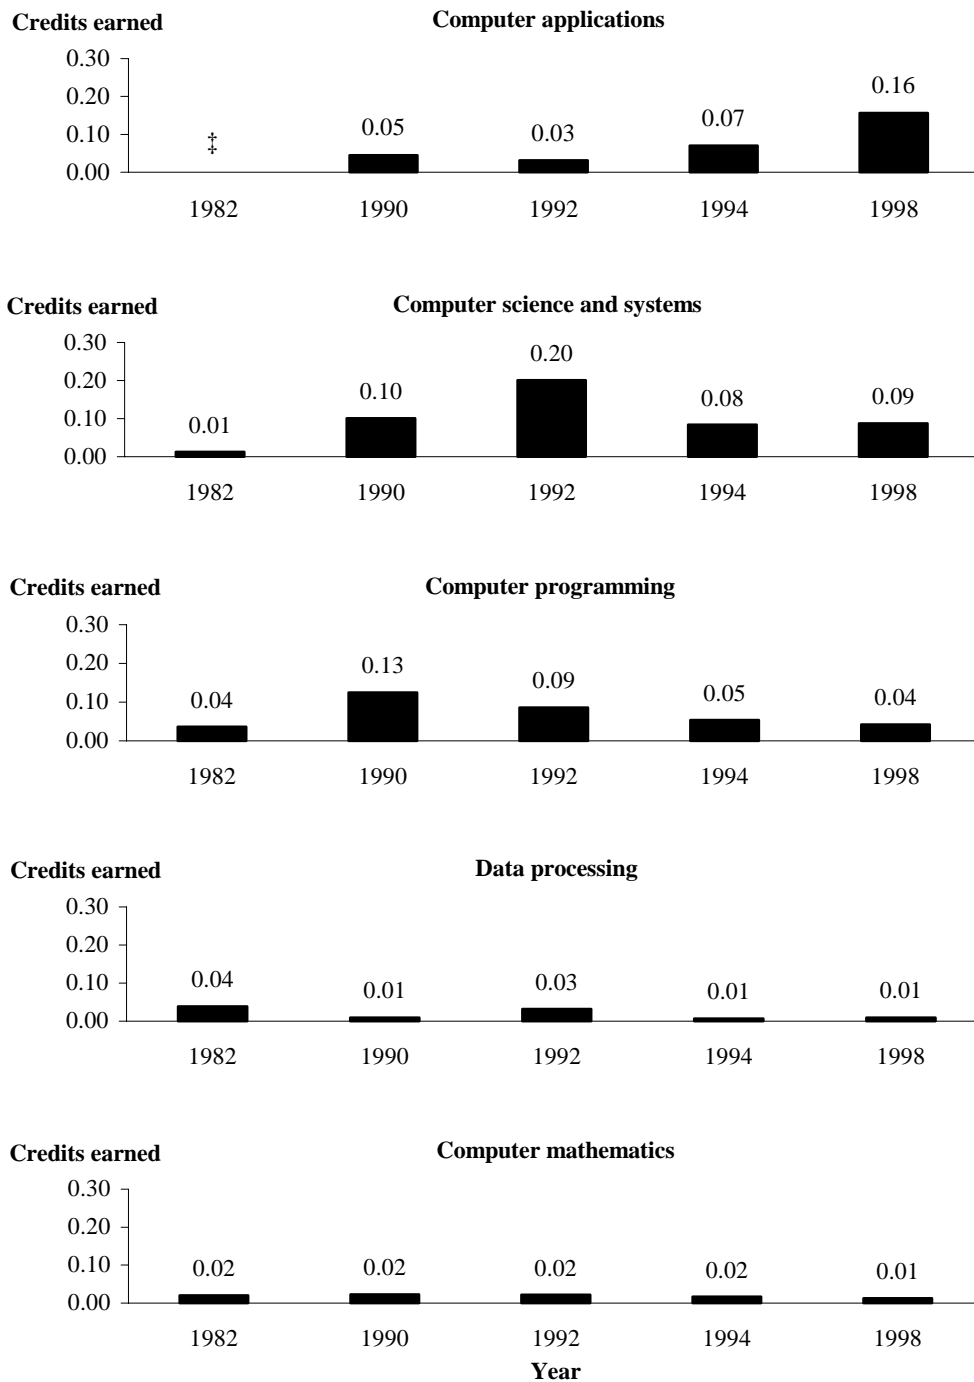 Credits earned Computer applications
0.30
0.20 0.16
0.10 ‡ 0.05 0.03 0.07
0.00
1982 1990 1992 1994 1998
Credits earned Computer science and systems
0.30 0.20
0.20 0.10
0.10 0.01 0.08 0.09
0.00
1982 1990 1992 1994 1998
Credits earned Computer programming
0.30
0.20 0.13
0.10 0.04 0.09 0.05 0.04
0.00
1982 1990 1992 1994 1998
Credits earned Data processing
0.30
0.20
0.10 0.04 0.01 0.03 0.01 0.01
0.00
1982 1990 1992 1994 1998
Credits earned Computer mathematics
0.30
0.20
0.10 0.02 0.02 0.02 0.02 0.01
0.00
1982 1990 1992 1994 1998
Year